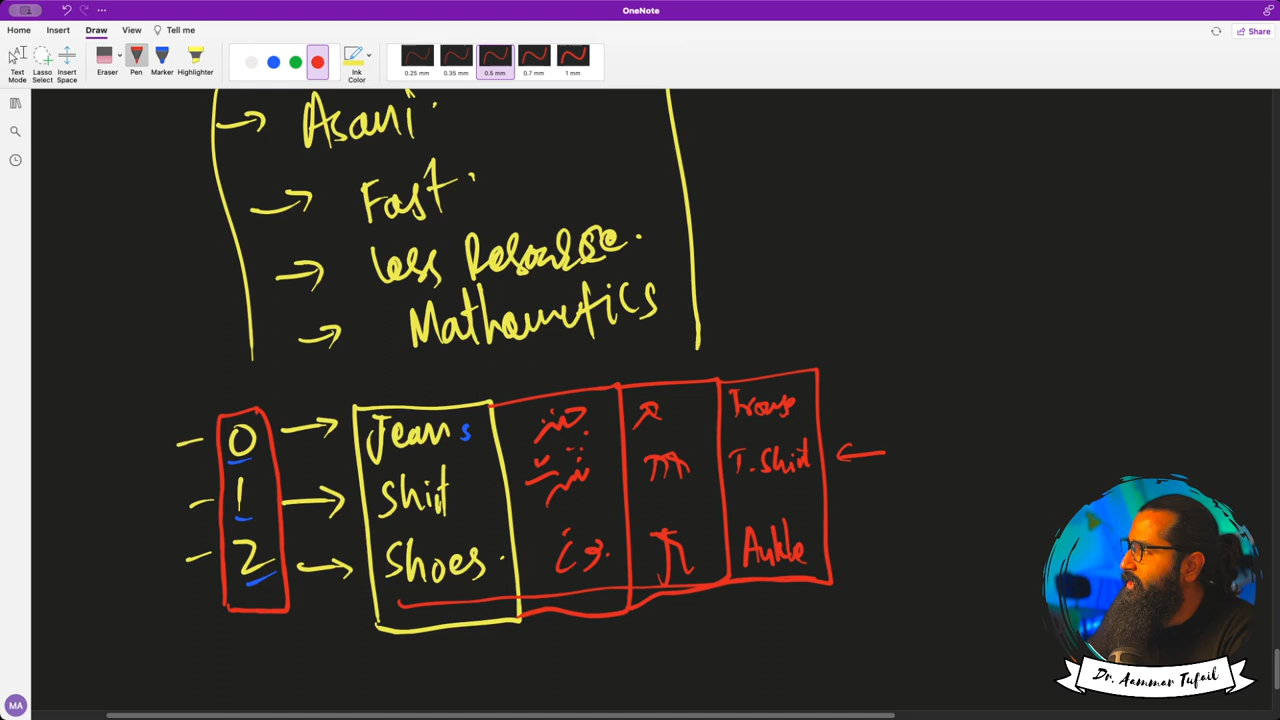 OneNote
Home Insert Draw View Tell me
Share
Text Mode
Lasso Select
Insert Space
Eraser
Pen
Marker
Highlighter
Ink Color
0.25 mm
0.35 mm
0.5 mm
0.7 mm
1 mm
→ Asani.
→ Fast.
→ less Resource.
→ Mathematics
- 0 → Jeans
- 1 → Shirt T.Shirt ←
- 2 → Shoes. Ankle
MA
Dr. Aammar Tufail